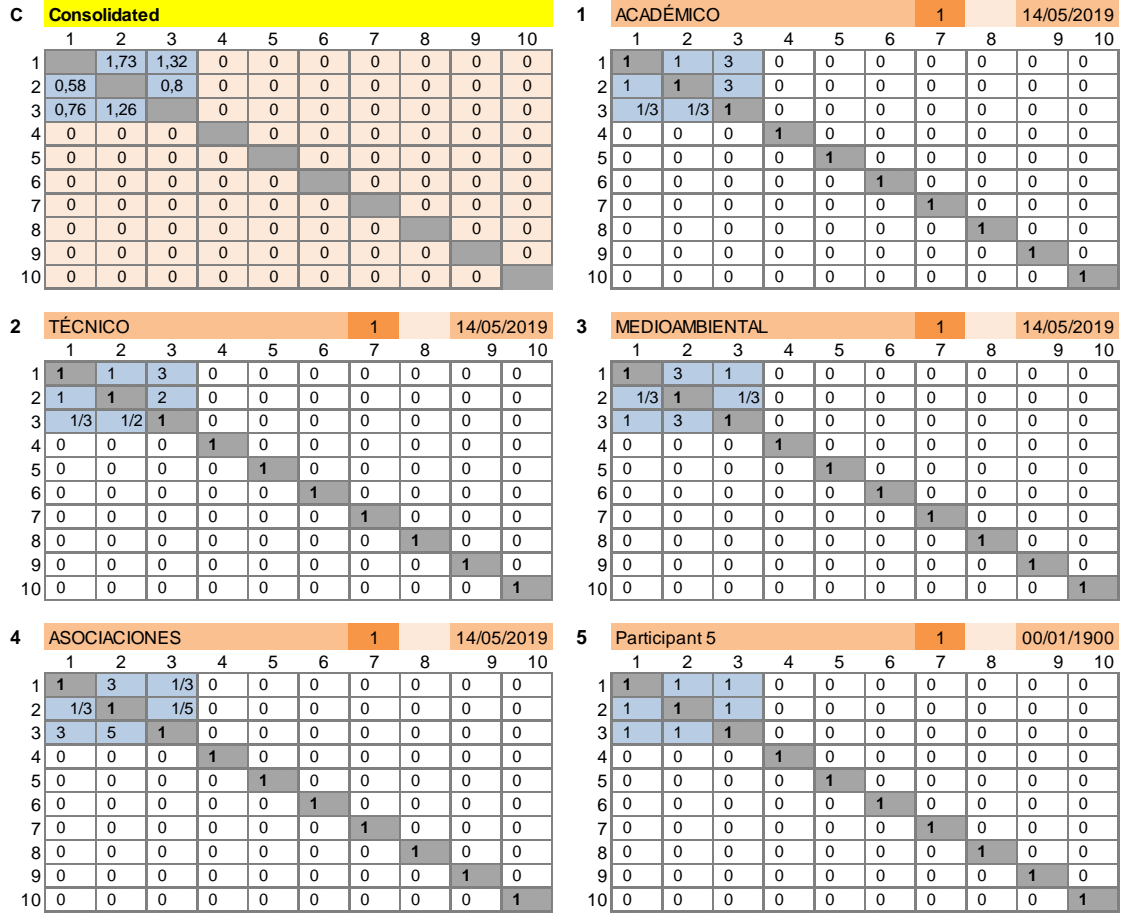 C Consolidated 1 ACADÉMICO 1 14/05/2019
1 2 3 4 5 6 7 8 9 10 1 2 3 4 5 6 7 8 9 10
1 1,73 1,32 0 0 0 0 0 0 0 1 1 1 3 0 0 0 0 0 0 0
2 0,58 0,8 0 0 0 0 0 0 0 2 1 1 3 0 0 0 0 0 0 0
3 0,76 1,26 0 0 0 0 0 0 0 3 1/3 1/3 1 0 0 0 0 0 0 0
4 0 0 0 0 0 0 0 0 0 4 0 0 0 1 0 0 0 0 0 0
5 0 0 0 0 0 0 0 0 0 5 0 0 0 0 1 0 0 0 0 0
6 0 0 0 0 0 0 0 0 0 6 0 0 0 0 0 1 0 0 0 0
7 0 0 0 0 0 0 0 0 0 7 0 0 0 0 0 0 1 0 0 0
8 0 0 0 0 0 0 0 0 0 8 0 0 0 0 0 0 0 1 0 0
9 0 0 0 0 0 0 0 0 0 9 0 0 0 0 0 0 0 0 1 0
10 0 0 0 0 0 0 0 0 0 10 0 0 0 0 0 0 0 0 0 1
2 TÉCNICO 1 14/05/2019 3 MEDIOAMBIENTAL 1 14/05/2019
1 2 3 4 5 6 7 8 9 10 1 2 3 4 5 6 7 8 9 10
1 1 1 3 0 0 0 0 0 0 0 1 1 3 1 0 0 0 0 0 0 0
2 1 1 2 0 0 0 0 0 0 0 2 1/3 1 1/3 0 0 0 0 0 0 0
3 1/3 1/2 1 0 0 0 0 0 0 0 3 1 3 1 0 0 0 0 0 0 0
4 0 0 0 1 0 0 0 0 0 0 4 0 0 0 1 0 0 0 0 0 0
5 0 0 0 0 1 0 0 0 0 0 5 0 0 0 0 1 0 0 0 0 0
6 0 0 0 0 0 1 0 0 0 0 6 0 0 0 0 0 1 0 0 0 0
7 0 0 0 0 0 0 1 0 0 0 7 0 0 0 0 0 0 1 0 0 0
8 0 0 0 0 0 0 0 1 0 0 8 0 0 0 0 0 0 0 1 0 0
9 0 0 0 0 0 0 0 0 1 0 9 0 0 0 0 0 0 0 0 1 0
10 0 0 0 0 0 0 0 0 0 1 10 0 0 0 0 0 0 0 0 0 1
4 ASOCIACIONES 1 14/05/2019 5 Participant 5 1 00/01/1900
1 2 3 4 5 6 7 8 9 10 1 2 3 4 5 6 7 8 9 10
1 1 3 1/3 0 0 0 0 0 0 0 1 1 1 1 0 0 0 0 0 0 0
2 1/3 1 1/5 0 0 0 0 0 0 0 2 1 1 1 0 0 0 0 0 0 0
3 3 5 1 0 0 0 0 0 0 0 3 1 1 1 0 0 0 0 0 0 0
4 0 0 0 1 0 0 0 0 0 0 4 0 0 0 1 0 0 0 0 0 0
5 0 0 0 0 1 0 0 0 0 0 5 0 0 0 0 1 0 0 0 0 0
6 0 0 0 0 0 1 0 0 0 0 6 0 0 0 0 0 1 0 0 0 0
7 0 0 0 0 0 0 1 0 0 0 7 0 0 0 0 0 0 1 0 0 0
8 0 0 0 0 0 0 0 1 0 0 8 0 0 0 0 0 0 0 1 0 0
9 0 0 0 0 0 0 0 0 1 0 9 0 0 0 0 0 0 0 0 1 0
10 0 0 0 0 0 0 0 0 0 1 10 0 0 0 0 0 0 0 0 0 1